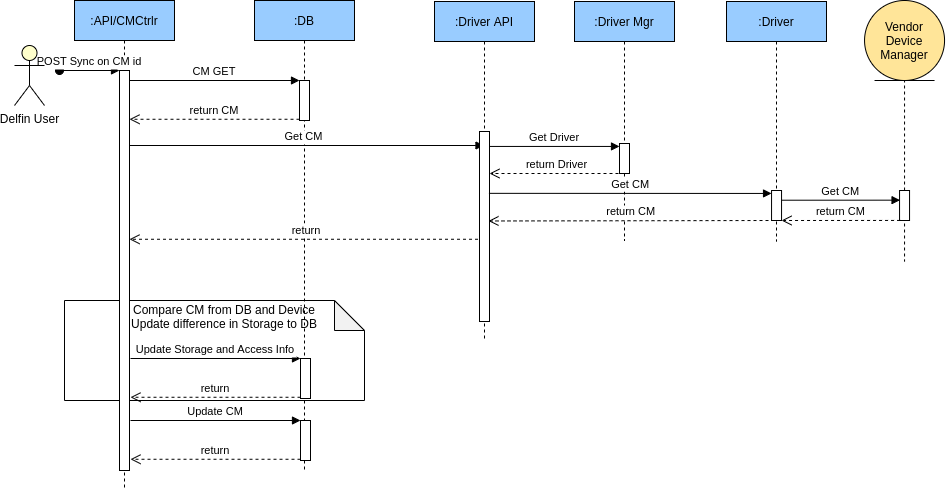 :API/CMCtrlr
:DB
:Driver API
:Driver Mgr
:Driver
Vendor
Device
Manager
POST Sync on CM id
Delfin User
CM GET
return CM
Get CM
Get Driver
return Driver
Get CM
Get CM
return CM
return CM
return
Compare CM from DB and Device
Update difference in Storage to DB
Update Storage and Access Info
return
Update CM
return